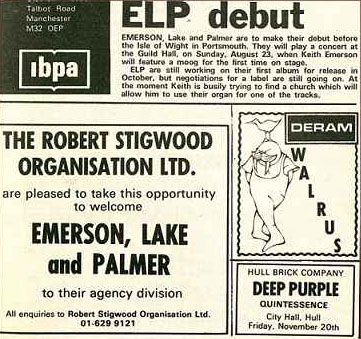 Talbot Road
Manchester
M32 OEP
ibpa
ELP debut
EMERSON, Lake and Palmer are to make their debut before
the Isle of Wight in Portsmouth. They will play a concert at
the Guild Hall, on Sunday, August 23, when Keith Emerson
will feature a moog for the first time on stage.
ELP are still working on their first album for release in
October, but negotiations for a label are still going on. At
the moment Keith is busily trying to find a church which will
allow him to use their organ for one of the tracks.
THE ROBERT STIGWOOD
ORGANISATION LTD.
are pleased to take this opportunity
to welcome
EMERSON, LAKE
and PALMER
to their agency division
All enquiries to Robert Stigwood Organisation Ltd.
01-629 9121
DERAM
WALRUS
HULL BRICK COMPANY
DEEP PURPLE
QUINTESSENCE
City Hall, Hull
Friday, November 20th